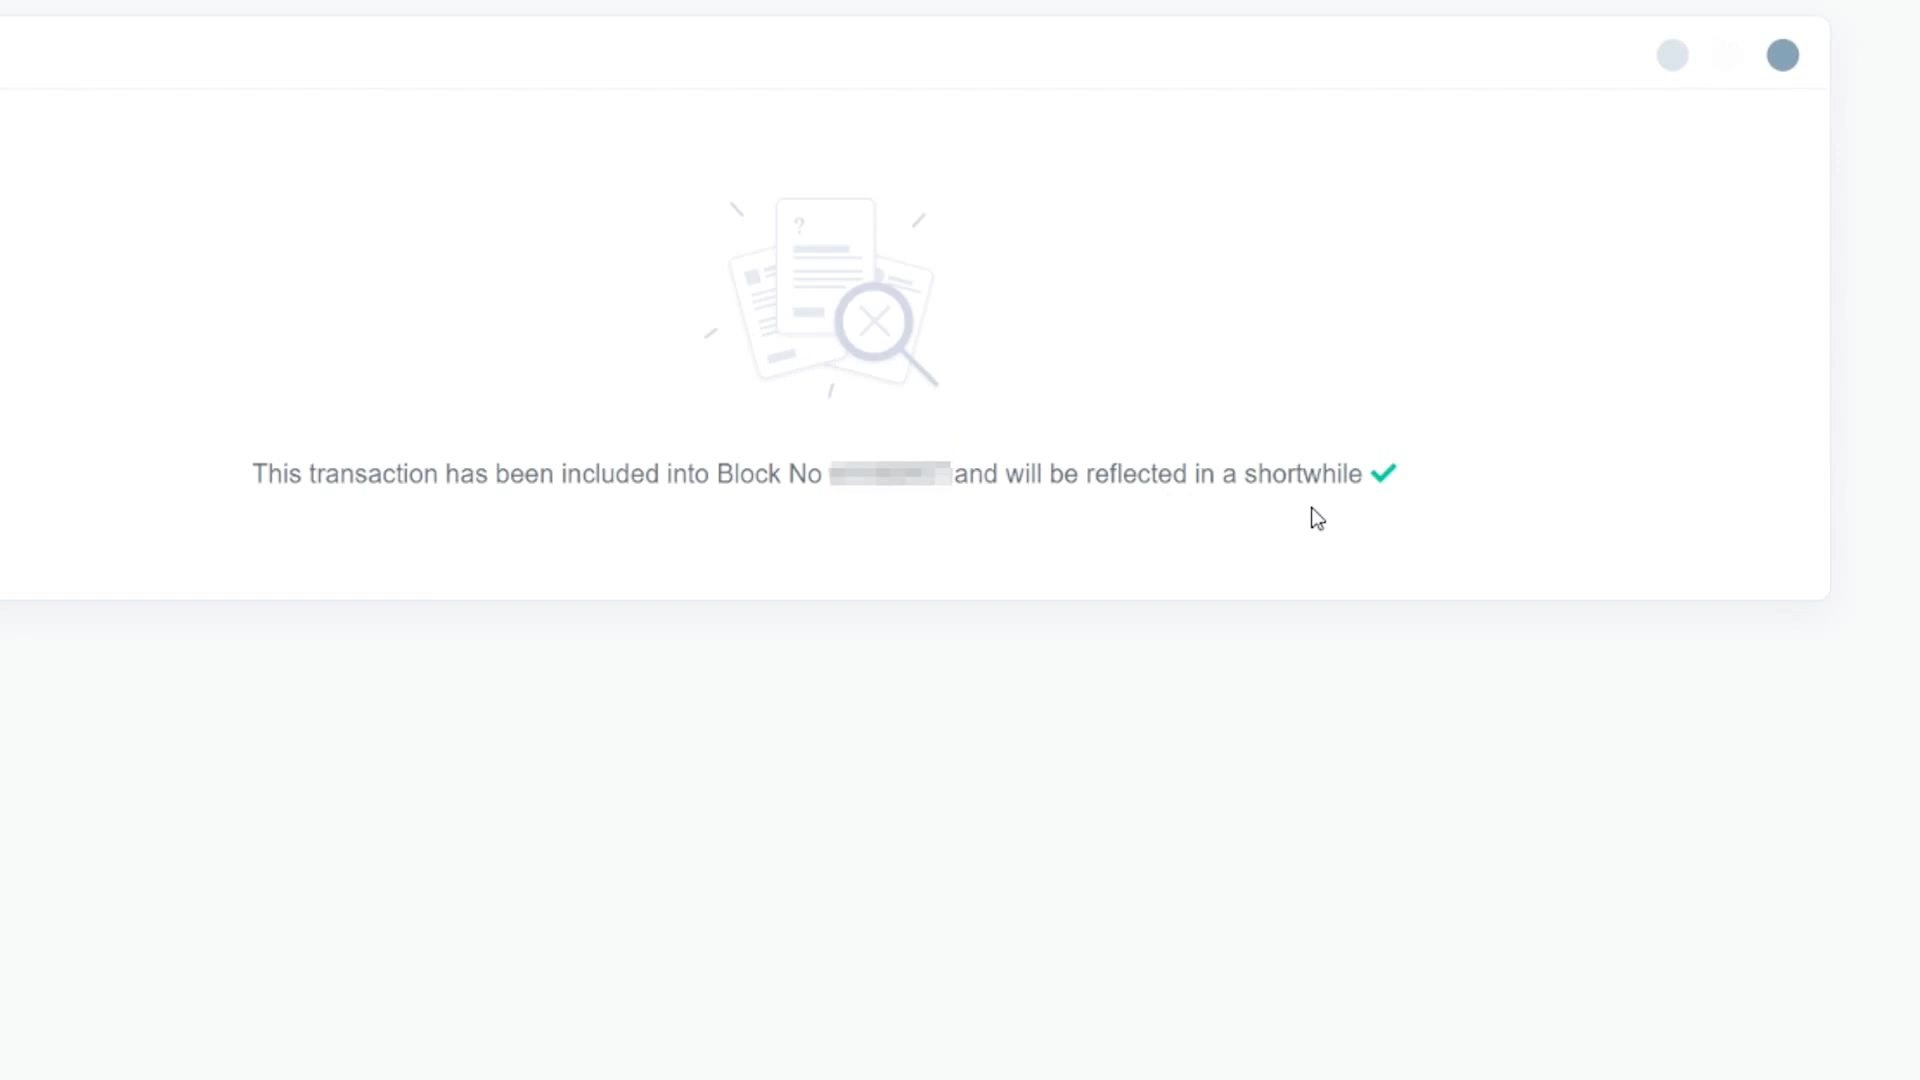 ?
This transaction has been included into Block No and will be reflected in a shortwhile